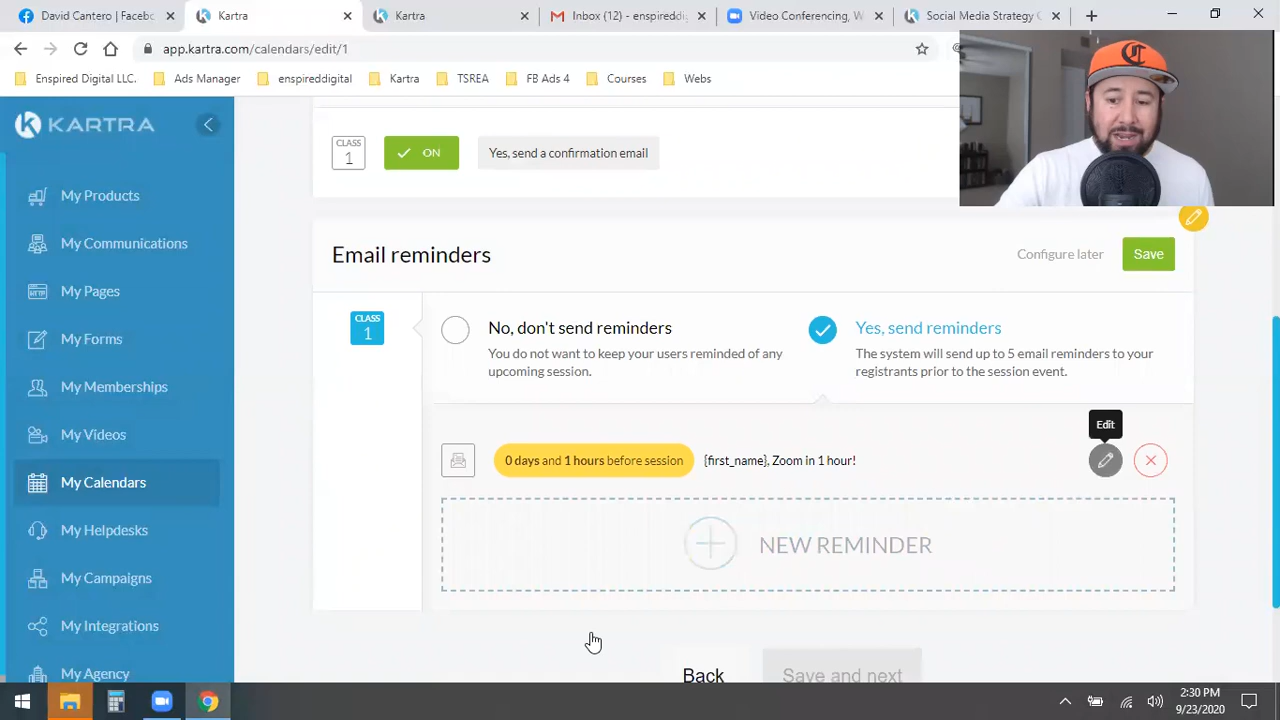 David Cantero | Faceb
Kartra
Kartra
Inbox (12) - enspireddig
Video Conferencing, W
Social Media Strategy C
app.kartra.com/calendars/edit/1
Enspired Digital LLC.
Ads Manager
enspireddigital
Kartra
TSREA
FB Ads 4
Courses
Webs
KARTRA
My Products
My Communications
My Pages
My Forms
My Memberships
My Videos
My Calendars
My Helpdesks
My Campaigns
My Integrations
My Agency
CLASS
1
ON
Yes, send a confirmation email
Email reminders
Configure later
Save
CLASS
1
No, don't send reminders
You do not want to keep your users reminded of any
upcoming session.
Yes, send reminders
The system will send up to 5 email reminders to your
registrants prior to the session event.
Edit
0 days and 1 hours before session
{first_name}, Zoom in 1 hour!
NEW REMINDER
Back
Save and next
2:30 PM
9/23/2020